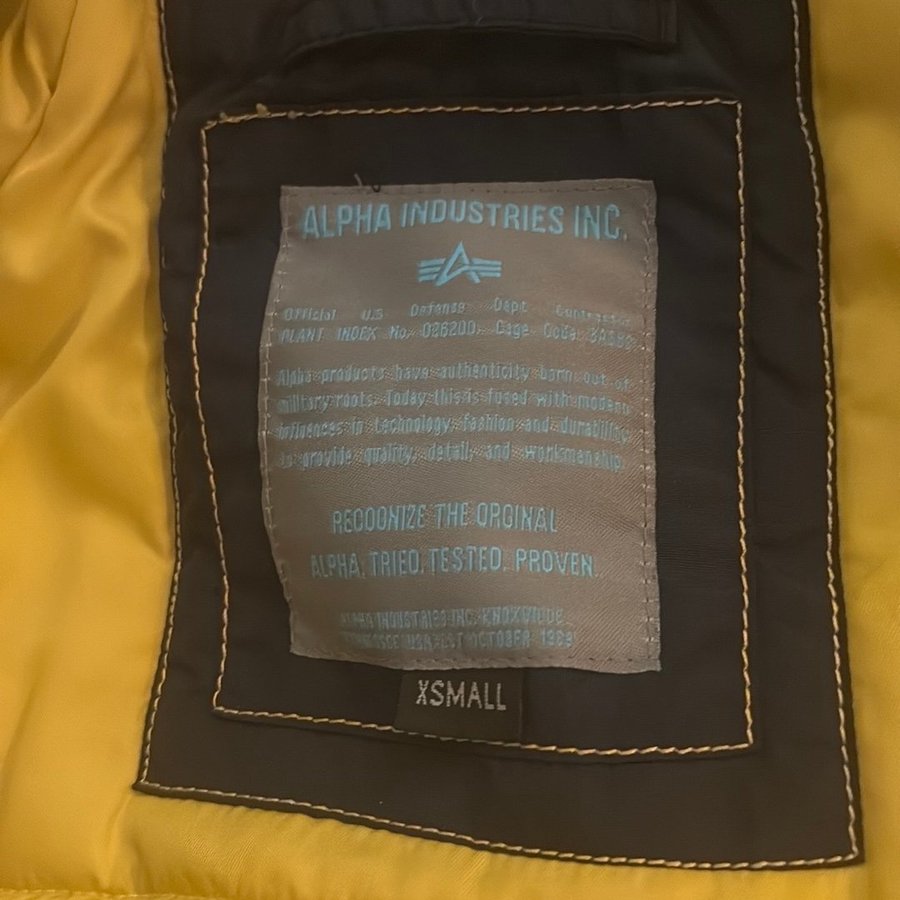 ALPHA INDUSTRIES INC.
Official U.S Defense Dept Contractor
PLANT INDEX No. 02620D. Cage Code.
Alpha products have authenticity born out of
military roots. Today this is fused with modern
influences in technology, fashion and durability
to provide quality, detail and workmanship.
RECOGNIZE THE ORGINAL
ALPHA. TRIED. TESTED. PROVEN.
ALPHA INDUSTRIES INC. KNOXVILLE
TENNESSEE USA EST OCTOBER
XSMALL